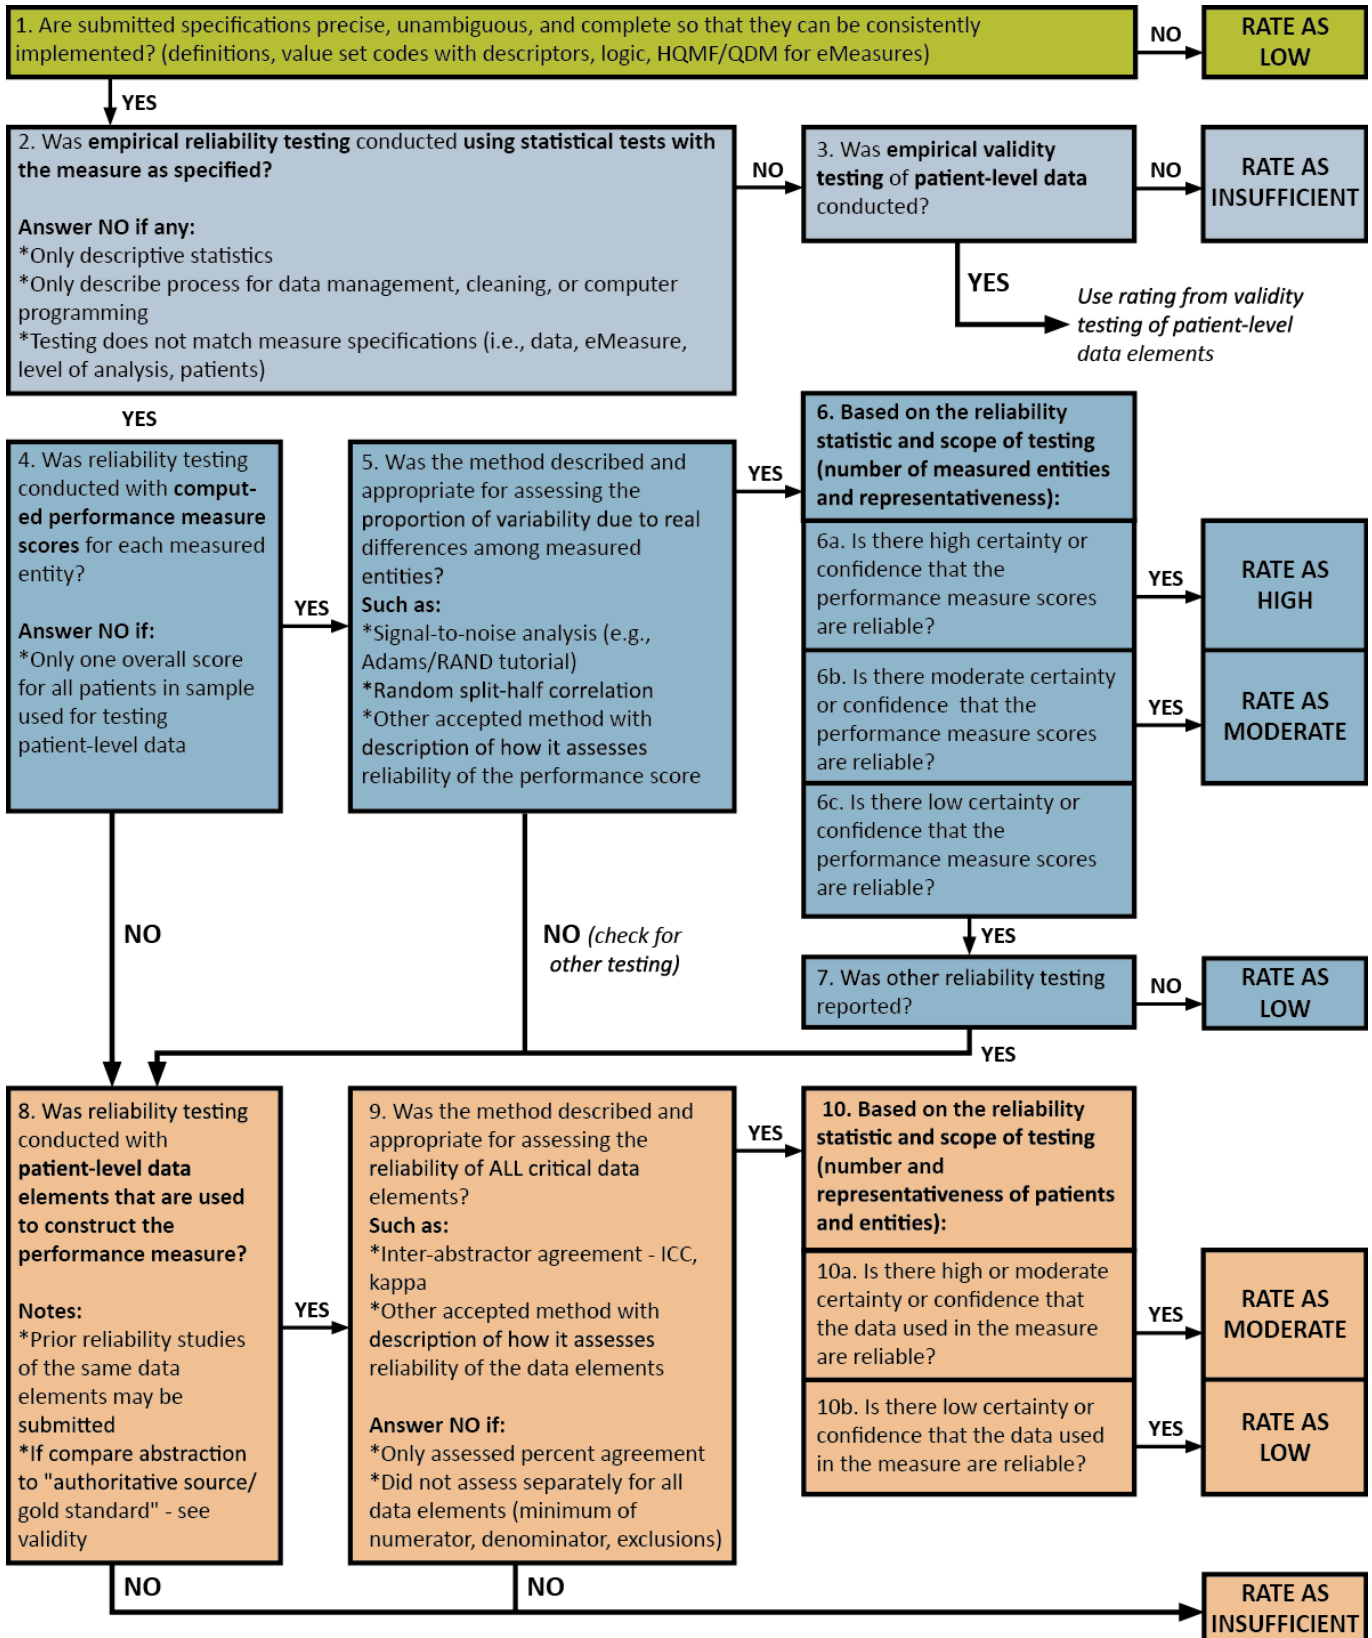 1. Are submitted specifications precise, unambiguous, and complete so that they can be consistently
implemented? (definitions, value set codes with descriptors, logic, HQMF/QDM for eMeasures)
NO
RATE AS
LOW
YES
2. Was empirical reliability testing conducted using statistical tests with
the measure as specified?
Answer NO if any:
*Only descriptive statistics
*Only describe process for data management, cleaning, or computer
programming
*Testing does not match measure specifications (i.e., data, eMeasure,
level of analysis, patients)
NO
3. Was empirical validity
testing of patient-level data
conducted?
NO
RATE AS
INSUFFICIENT
YES
Use rating from validity
testing of patient-level
data elements
YES
4. Was reliability testing
conducted with comput-
ed performance measure
scores for each measured
entity?
Answer NO if:
*Only one overall score
for all patients in sample
used for testing
patient-level data
YES
5. Was the method described and
appropriate for assessing the
proportion of variability due to real
differences among measured
entities?
Such as:
*Signal-to-noise analysis (e.g.,
Adams/RAND tutorial)
*Random split-half correlation
*Other accepted method with
description of how it assesses
reliability of the performance score
YES
6. Based on the reliability
statistic and scope of testing
(number of measured entities
and representativeness):
6a. Is there high certainty or
confidence that the
performance measure scores
are reliable?
YES
RATE AS
HIGH
6b. Is there moderate certainty
or confidence that the
performance measure scores
are reliable?
YES
RATE AS
MODERATE
6c. Is there low certainty or
confidence that the
performance measure scores
are reliable?
NO
NO (check for
other testing)
YES
7. Was other reliability testing
reported?
NO
RATE AS
LOW
YES
8. Was reliability testing
conducted with
patient-level data
elements that are used
to construct the
performance measure?
Notes:
*Prior reliability studies
of the same data
elements may be
submitted
*If compare abstraction
to "authoritative source/
gold standard" - see
validity
YES
9. Was the method described and
appropriate for assessing the
reliability of ALL critical data
elements?
Such as:
*Inter-abstractor agreement - ICC,
kappa
*Other accepted method with
description of how it assesses
reliability of the data elements
Answer NO if:
*Only assessed percent agreement
*Did not assess separately for all
data elements (minimum of
numerator, denominator, exclusions)
YES
10. Based on the reliability
statistic and scope of testing
(number and
representativeness of patients
and entities):
10a. Is there high or moderate
certainty or confidence that
the data used in the measure
are reliable?
YES
RATE AS
MODERATE
10b. Is there low certainty or
confidence that the data used
in the measure are reliable?
YES
RATE AS
LOW
NO
NO
RATE AS
INSUFFICIENT